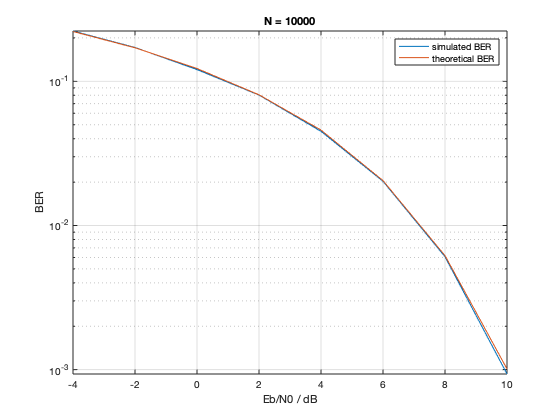 N = 10000
simulated BER
theoretical BER
BER
10^-1
10^-2
10^-3
-4 -2 0 2 4 6 8 10
Eb/N0 / dB